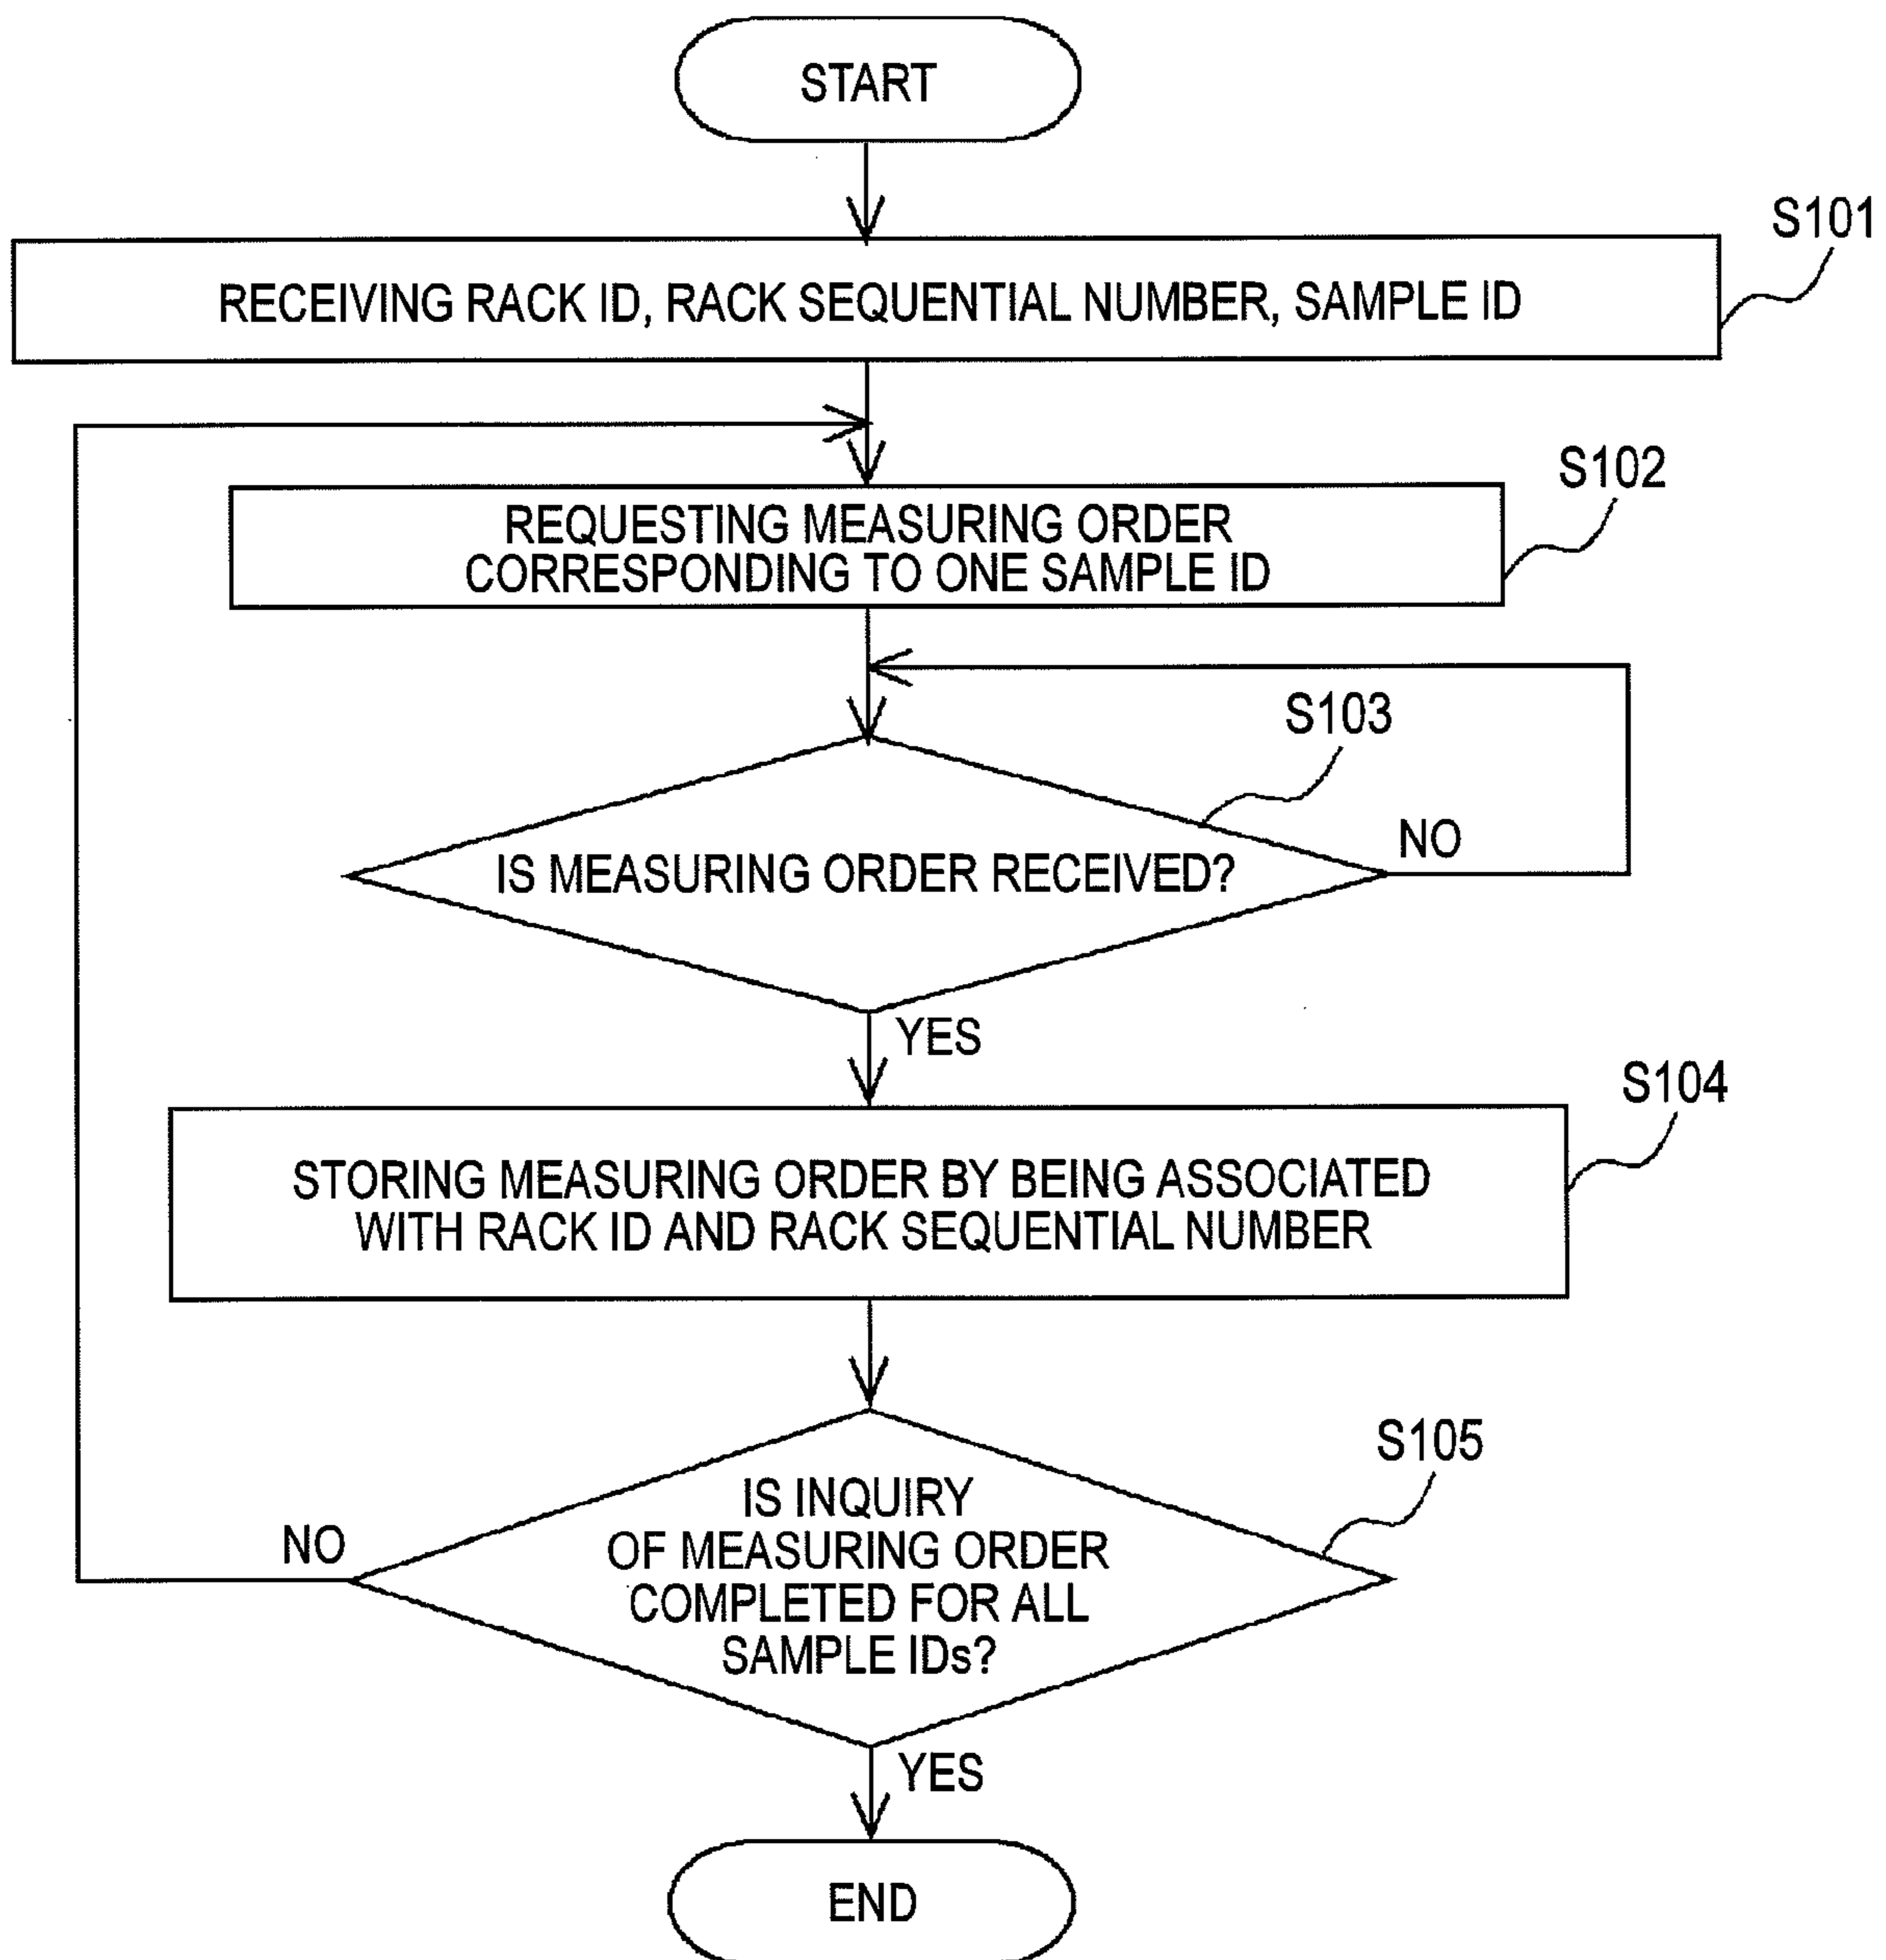 START
S101
RECEIVING RACK ID, RACK SEQUENTIAL NUMBER, SAMPLE ID
S102
REQUESTING MEASURING ORDER
CORRESPONDING TO ONE SAMPLE ID
S103
NO
IS MEASURING ORDER RECEIVED?
YES
S104
STORING MEASURING ORDER BY BEING ASSOCIATED
WITH RACK ID AND RACK SEQUENTIAL NUMBER
S105
NO
IS INQUIRY
OF MEASURING ORDER
COMPLETED FOR ALL
SAMPLE IDs?
YES
END